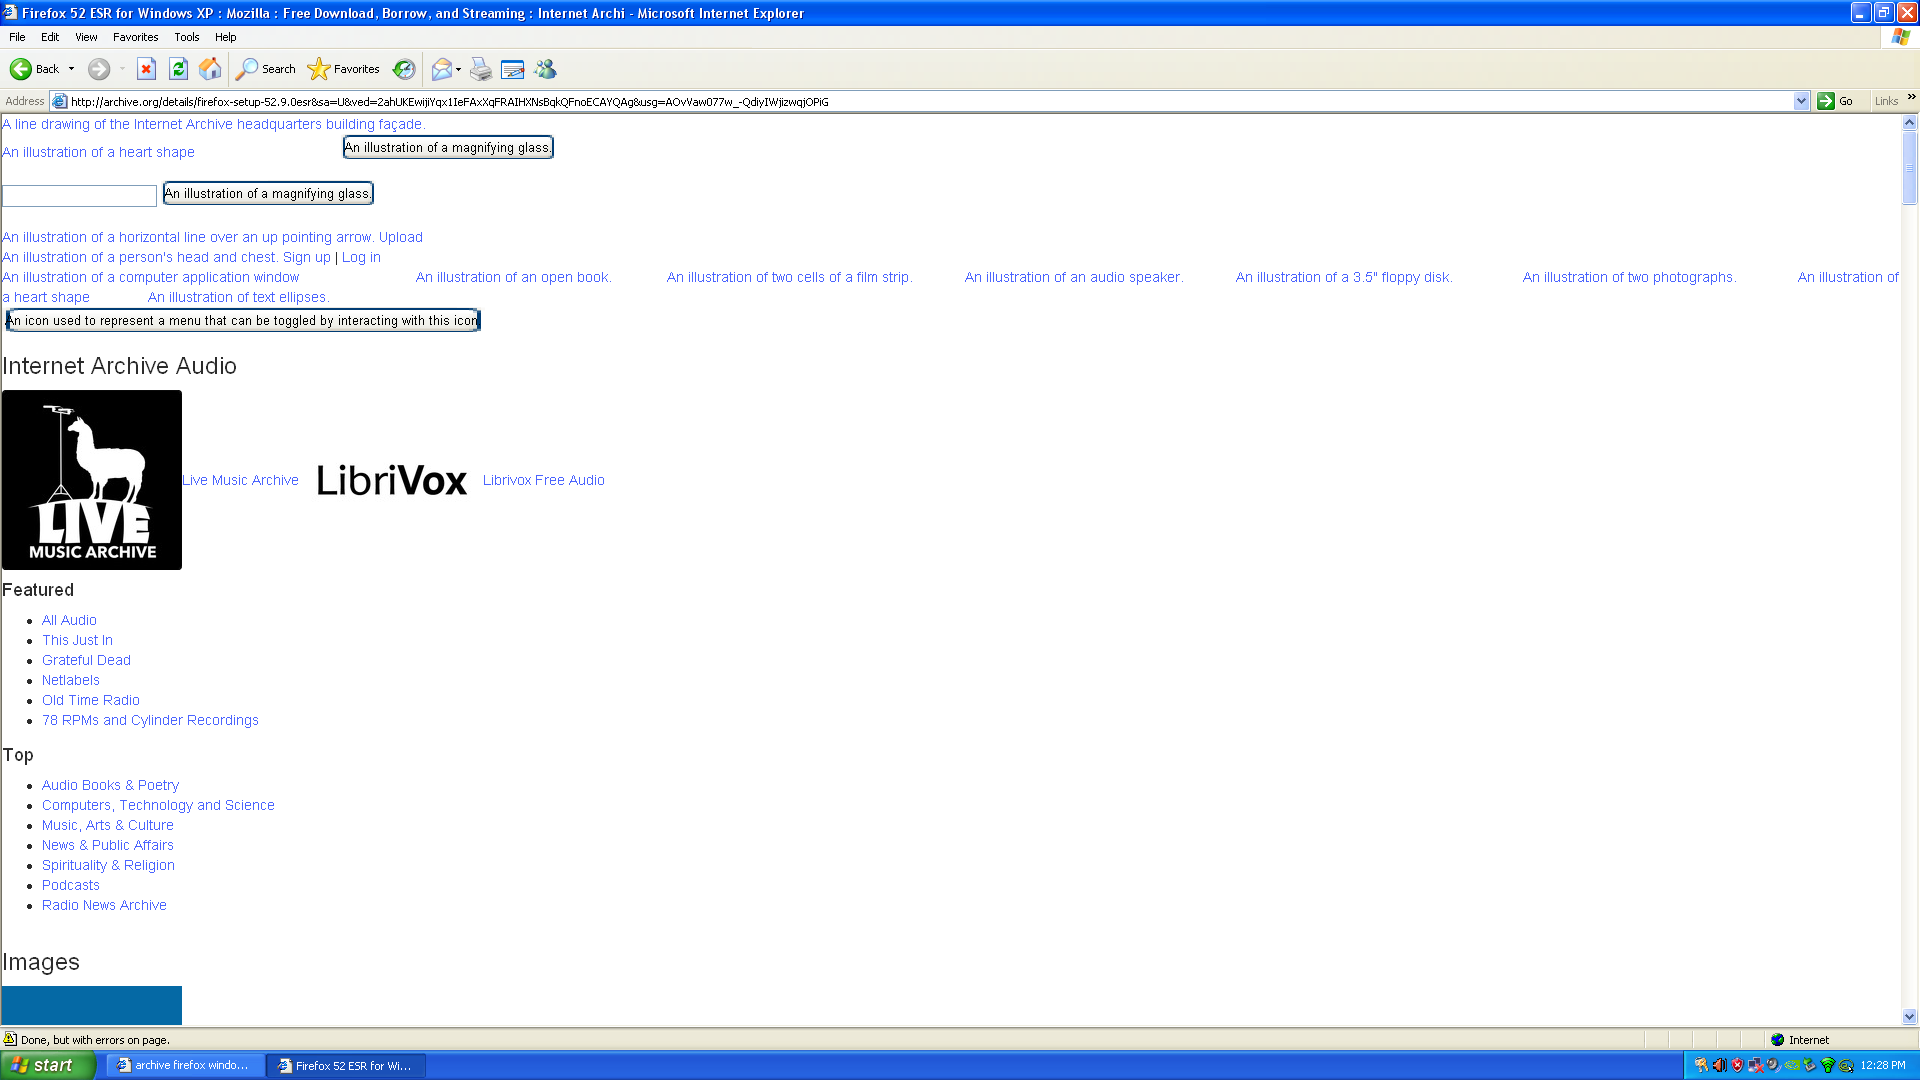 Firefox 52 ESR for Windows XP : Mozilla : Free Download, Borrow, and Streaming : Internet Archi - Microsoft Internet Explorer
File Edit View Favorites Tools Help
Back Search Favorites
Address http://archive.org/details/firefox-setup-52.9.0esr&sa=U&ved=2ahUKEwijiYqx1IeFAxXqFRAIHXNsBqkQFnoECAYQAg&usg=AOvVaw077w_-QdiyIWjizwqjOPiG Go Links »
A line drawing of the Internet Archive headquarters building façade.
An illustration of a heart shape An illustration of a magnifying glass.
An illustration of a magnifying glass.
An illustration of a horizontal line over an up pointing arrow. Upload
An illustration of a person's head and chest. Sign up | Log in
An illustration of a computer application window An illustration of an open book. An illustration of two cells of a film strip. An illustration of an audio speaker. An illustration of a 3.5" floppy disk. An illustration of two photographs. An illustration of
a heart shape An illustration of text ellipses.
An icon used to represent a menu that can be toggled by interacting with this icon
Internet Archive Audio
LIVE
MUSIC ARCHIVE
Live Music Archive LibriVox Librivox Free Audio
Featured
All Audio
This Just In
Grateful Dead
Netlabels
Old Time Radio
78 RPMs and Cylinder Recordings
Top
Audio Books & Poetry
Computers, Technology and Science
Music, Arts & Culture
News & Public Affairs
Spirituality & Religion
Podcasts
Radio News Archive
Images
Done, but with errors on page. Internet
start archive firefox windo... Firefox 52 ESR for Wi... 12:28 PM